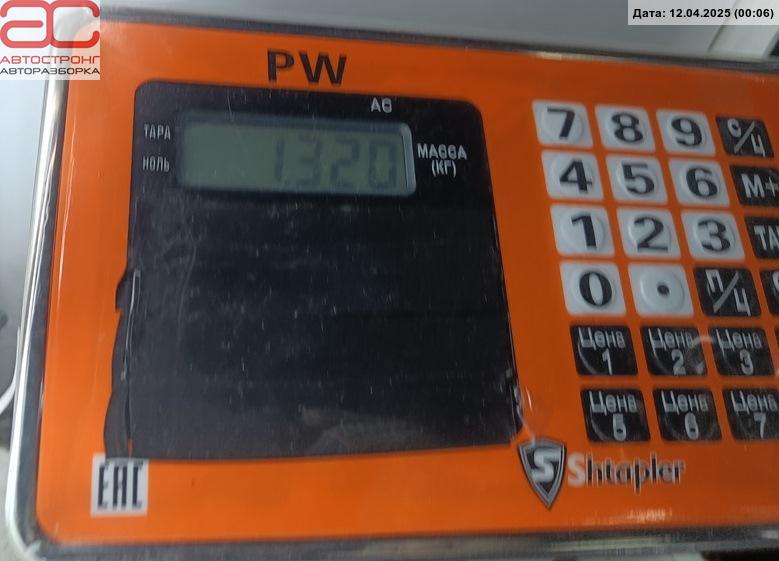 Дата: 12.04.2025 (00:06)
АС
АВТОСТРОНГ
АВТОРАЗБОРКА
PW
AC
ТАРА
НОЛЬ
1.320
МАССА
(КГ)
7 8 9 С/Ц
4 5 6 M+
1 2 3
0 . П/Ц
Цена 1 Цена 2 Цена 3
Цена 5 Цена 6 Цена 7
EAC
S Shtapler